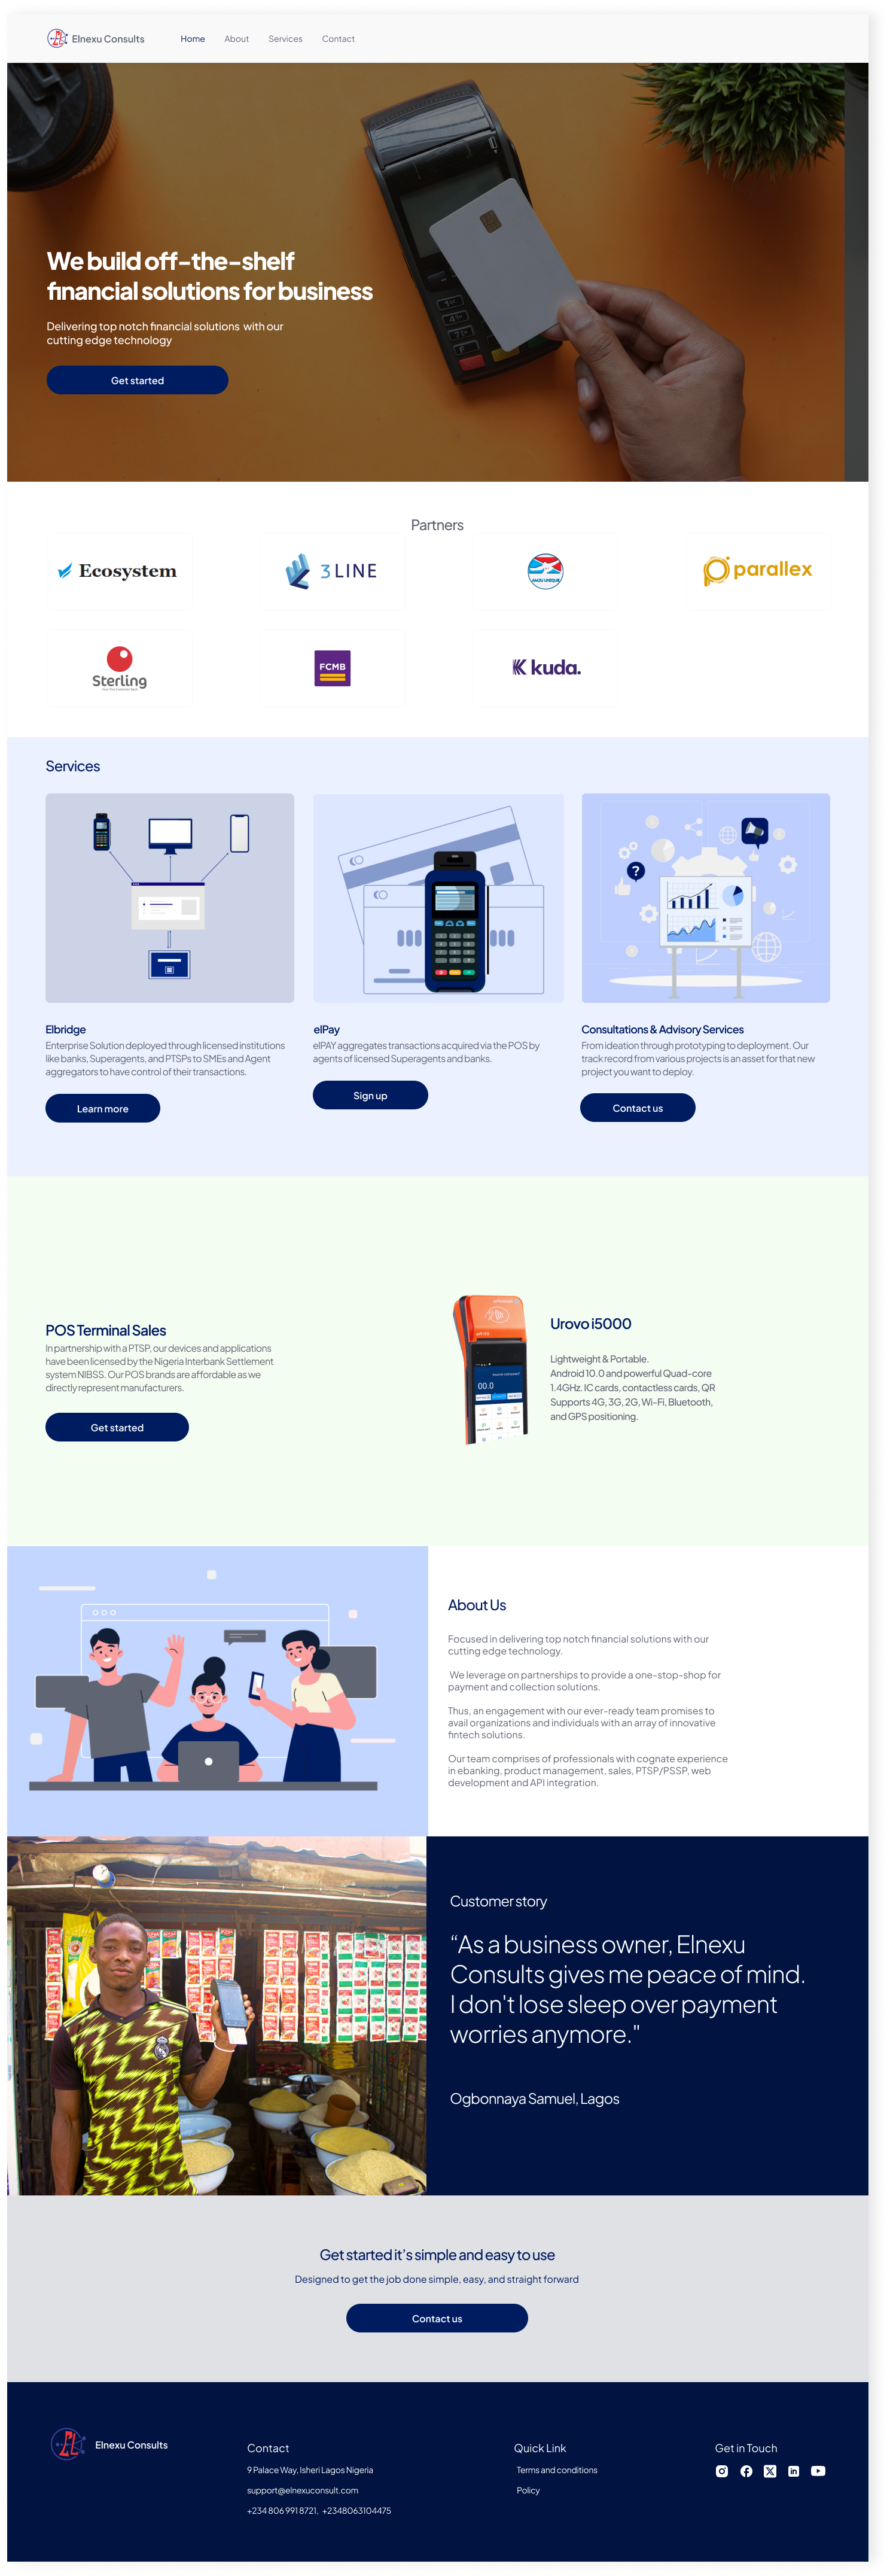 Elnexu Consults
Home
About
Services
Contact
We build off-the-shelf
financial solutions for business
Delivering top notch financial solutions with our
cutting edge technology
Get started
Partners
Ecosystem
3LINE
AMJU UNIQUE
parallex
Sterling
FCMB
kuda.
Services
Elbridge
Enterprise Solution deployed through licensed institutions
like banks, Superagents, and PTSPs to SMEs and Agent
aggregators to have control of their transactions.
Learn more
elPay
elPAY aggregates transactions acquired via the POS by
agents of licensed Superagents and banks.
Sign up
Consultations & Advisory Services
From ideation through prototyping to deployment. Our
track record from various projects is an asset for that new
project you want to deploy.
Contact us
POS Terminal Sales
In partnership with a PTSP, our devices and applications
have been licensed by the Nigeria Interbank Settlement
system NIBSS. Our POS brands are affordable as we
directly represent manufacturers.
Get started
00.0
Urovo i5000
Lightweight & Portable.
Android 10.0 and powerful Quad-core
1.4GHz. IC cards, contactless cards, QR
Supports 4G, 3G, 2G, Wi-Fi, Bluetooth,
and GPS positioning.
About Us
Focused in delivering top notch financial solutions with our
cutting edge technology.
We leverage on partnerships to provide a one-stop-shop for
payment and collection solutions.
Thus, an engagement with our ever-ready team promises to
avail organizations and individuals with an array of innovative
fintech solutions.
Our team comprises of professionals with cognate experience
in ebanking, product management, sales, PTSP/PSSP, web
development and API integration.
Customer story
“As a business owner, Elnexu
Consults gives me peace of mind.
I don't lose sleep over payment
worries anymore."
Ogbonnaya Samuel, Lagos
Get started it’s simple and easy to use
Designed to get the job done simple, easy, and straight forward
Contact us
Elnexu Consults
Contact
9 Palace Way, Isheri Lagos Nigeria
support@elnexuconsult.com
+234 806 991 8721, +2348063104475
Quick Link
Terms and conditions
Policy
Get in Touch